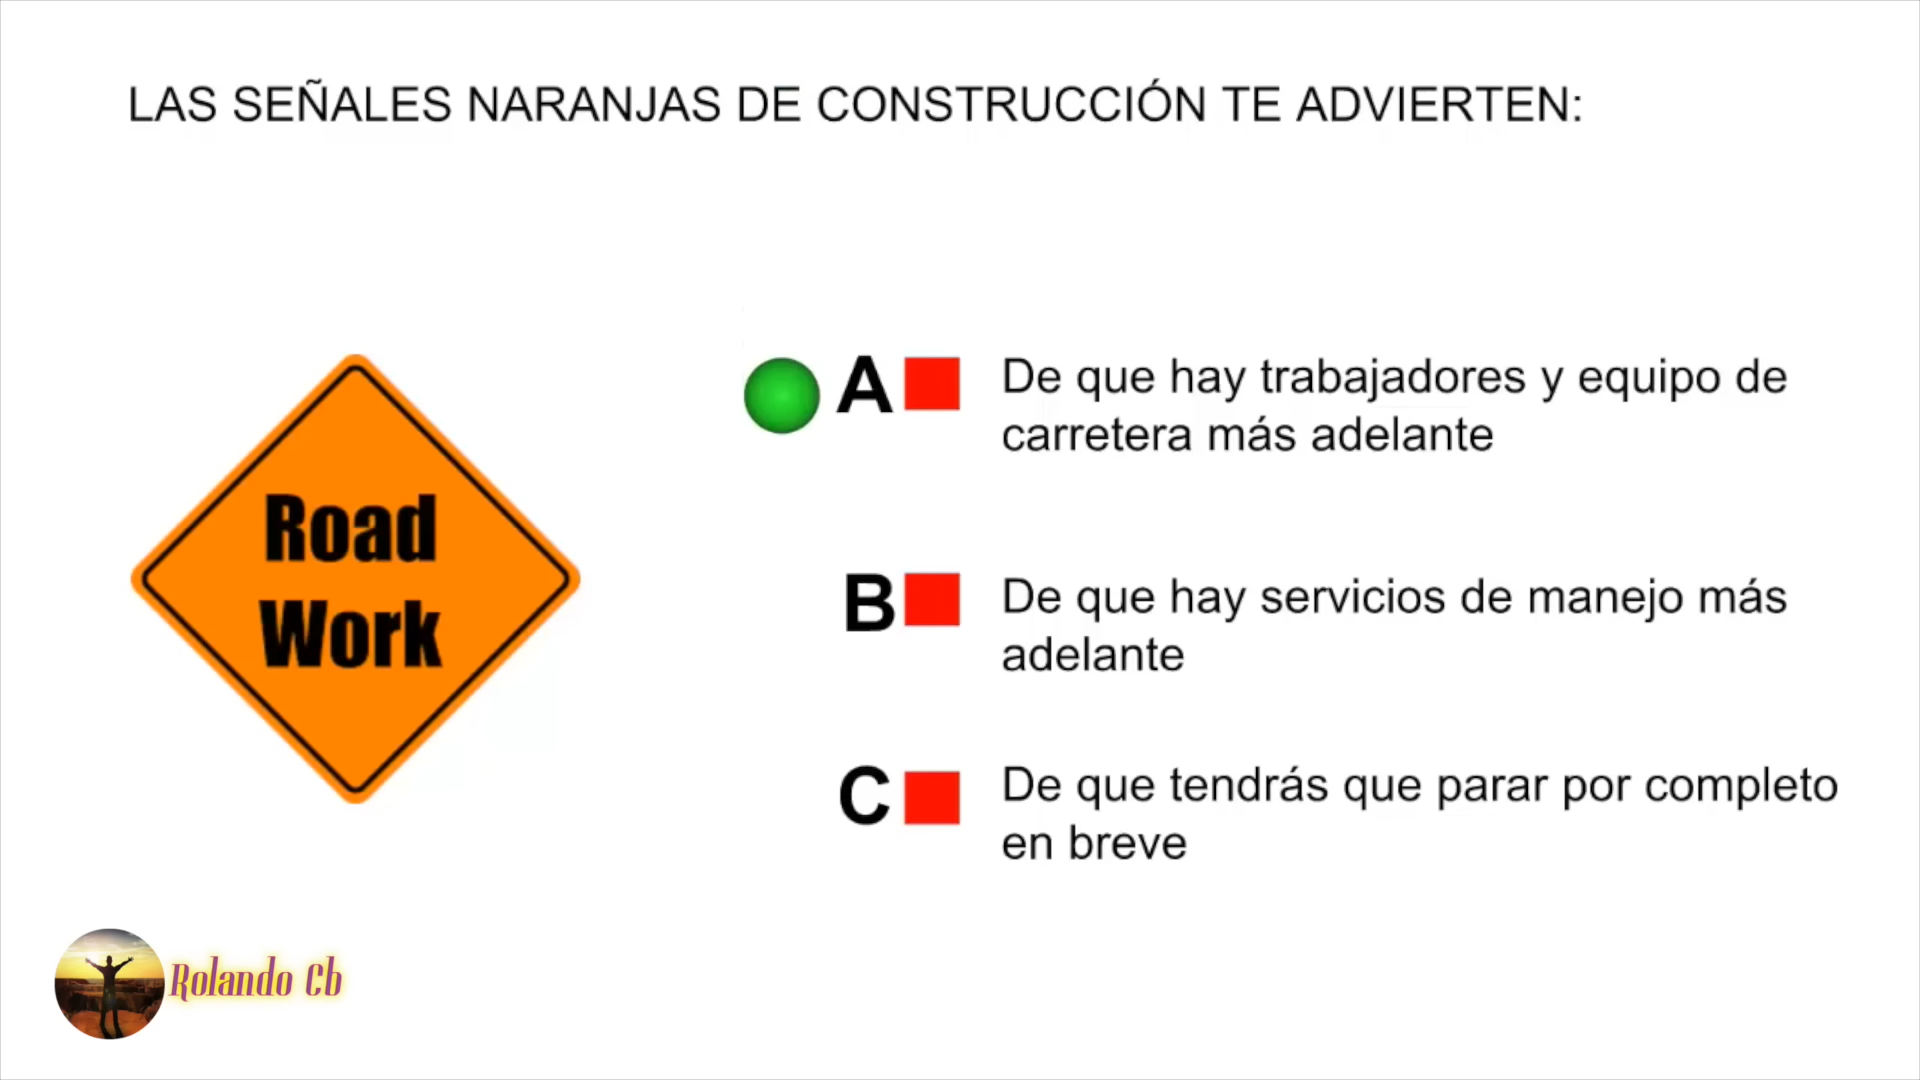 LAS SEÑALES NARANJAS DE CONSTRUCCIÓN TE ADVIERTEN:
Road
Work
A
De que hay trabajadores y equipo de
carretera más adelante
B
De que hay servicios de manejo más
adelante
C
De que tendrás que parar por completo
en breve
Rolando Cb